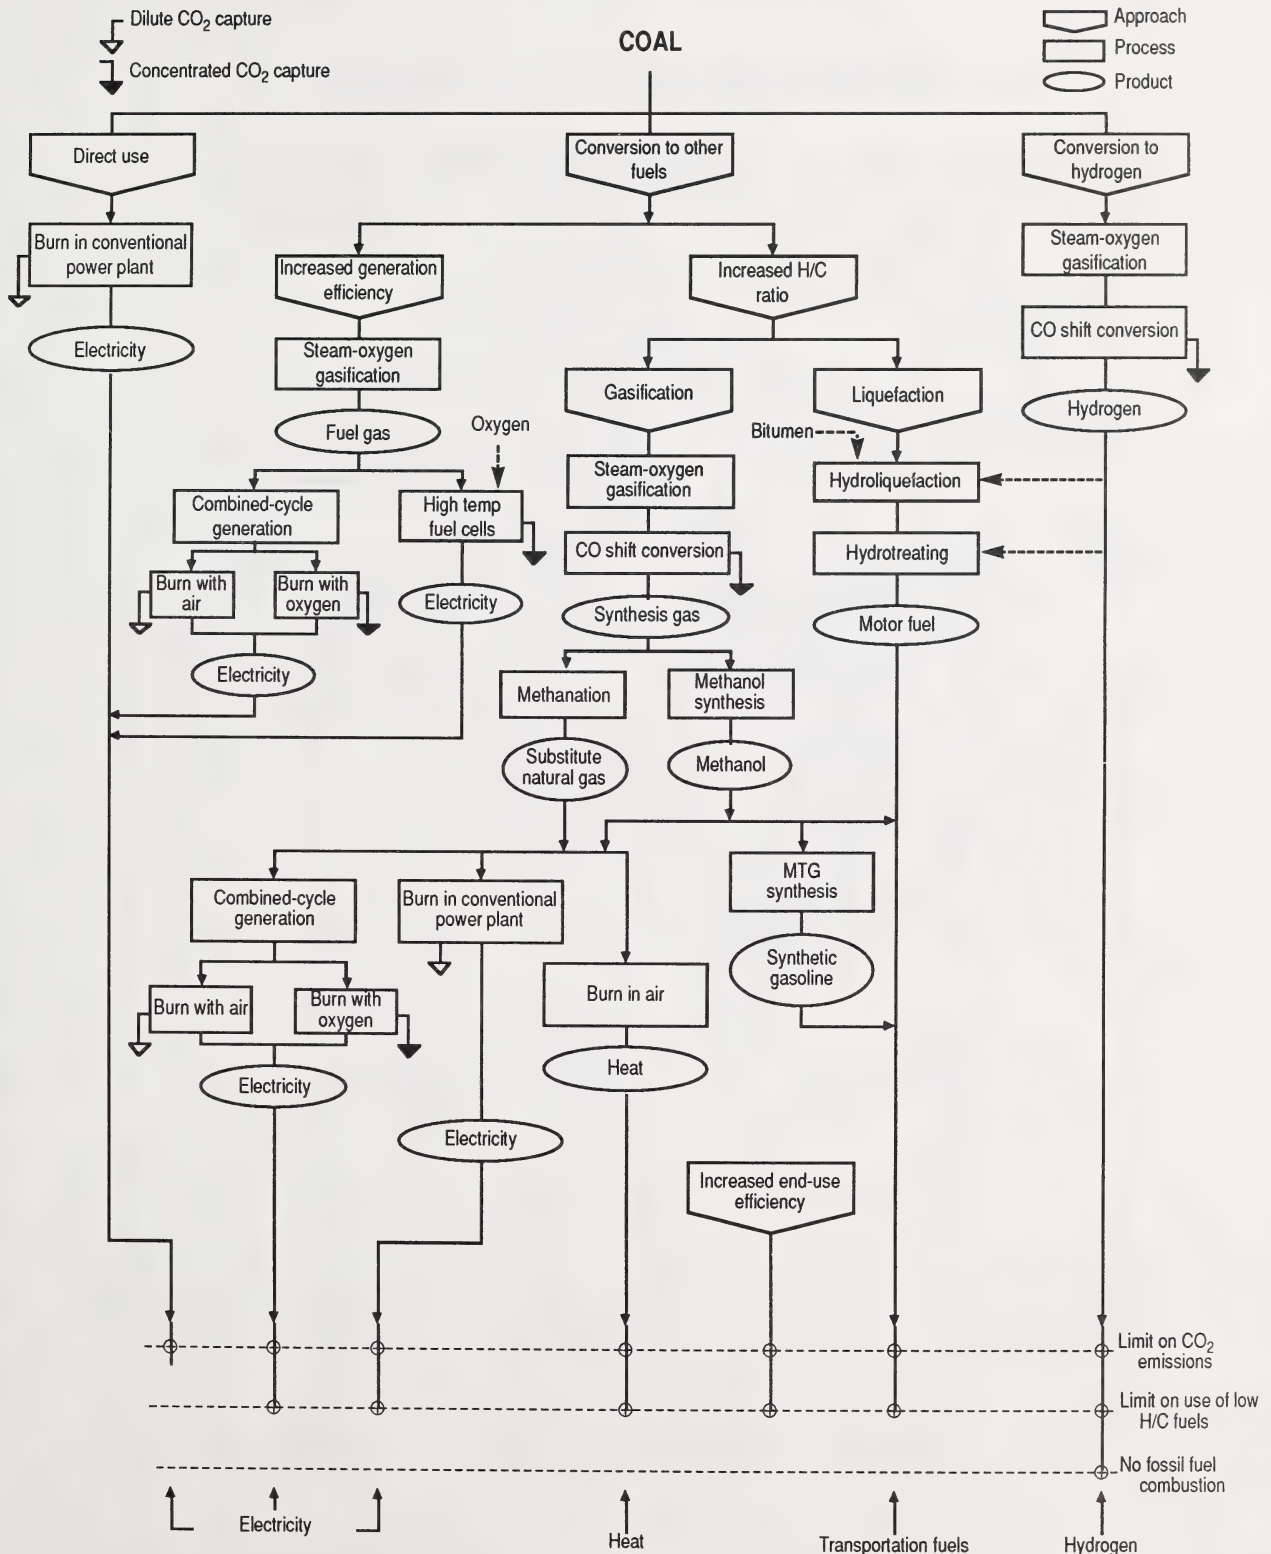 Dilute CO2 capture
Concentrated CO2 capture
COAL
Approach
Process
Product
Direct use
Conversion to other
fuels
Conversion to
hydrogen
Burn in conventional
power plant
Steam-oxygen
gasification
Increased generation
efficiency
Increased H/C
ratio
Electricity
Steam-oxygen
gasification
CO shift conversion
Gasification
Liquefaction
Hydrogen
Fuel gas
Oxygen
Bitumen
Steam-oxygen
gasification
Hydroliquefaction
Combined-cycle
generation
High temp
fuel cells
CO shift conversion
Hydrotreating
Burn with
air
Burn with
oxygen
Electricity
Synthesis gas
Motor fuel
Electricity
Methanation
Methanol
synthesis
Substitute
natural gas
Methanol
Combined-cycle
generation
Burn in conventional
power plant
MTG
synthesis
Burn in air
Synthetic
gasoline
Burn with air
Burn with
oxygen
Heat
Electricity
Electricity
Increased end-use
efficiency
Limit on CO2
emissions
Limit on use of low
H/C fuels
No fossil fuel
combustion
Electricity
Heat
Transportation fuels
Hydrogen